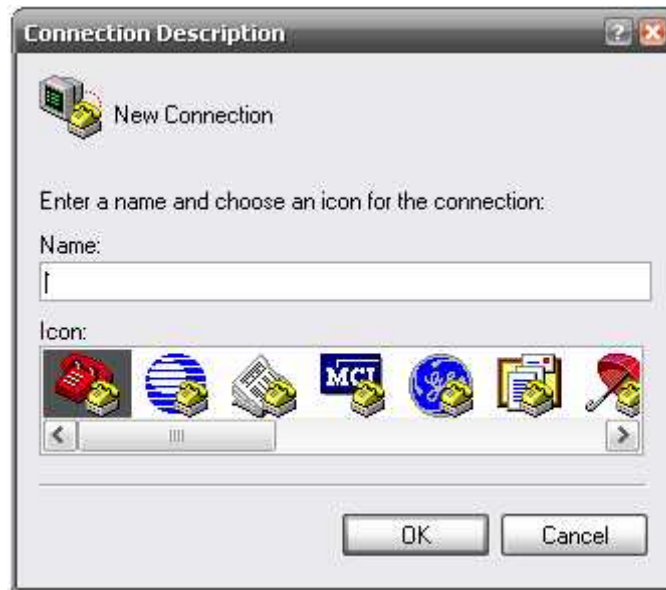 Connection Description
New Connection
Enter a name and choose an icon for the connection:
Name:
Icon:
MCI
OK
Cancel